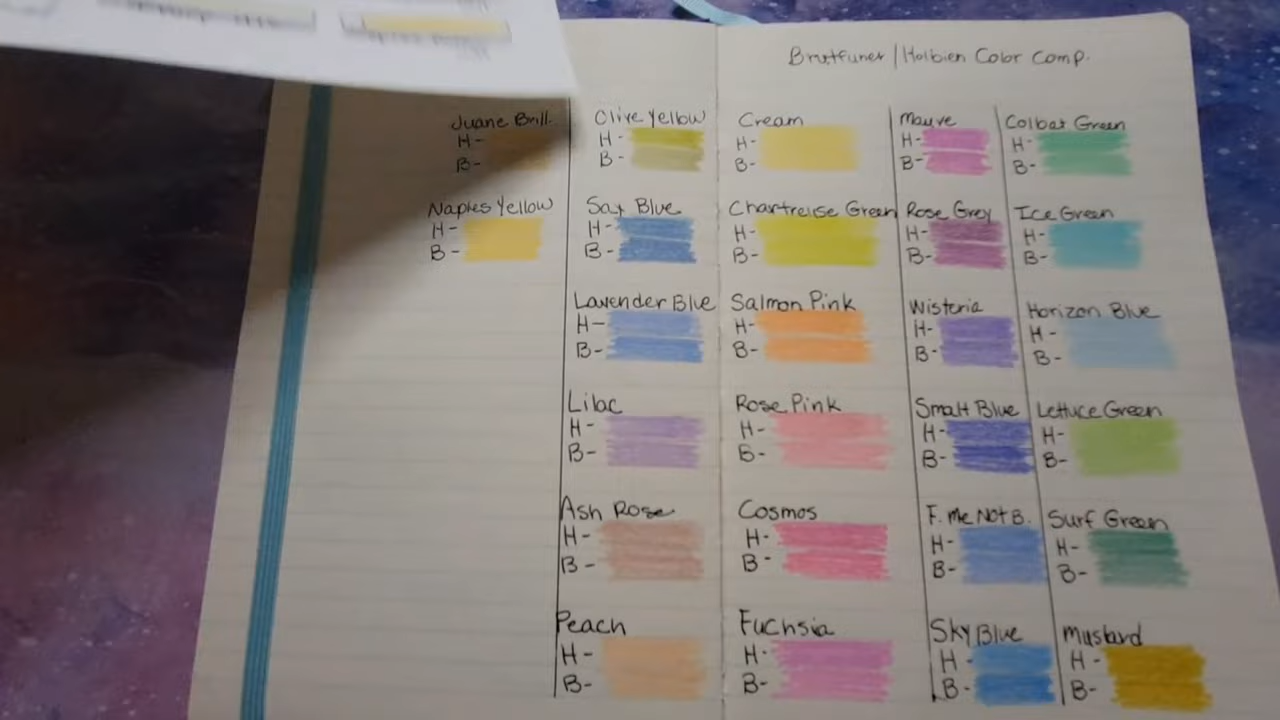 Brutfuner / Holbien Color Comp.
Juane Brill.
H-
B-
Naples Yellow
H-
B-
Olive Yellow
H-
B-
Sax Blue
H-
B-
Lavender Blue
H-
B-
Lilac
H-
B-
Ash Rose
H-
B-
Peach
H-
B-
Cream
H-
B-
Chartreuse Green
H-
B-
Salmon Pink
H-
B-
Rose Pink
H-
B-
Cosmos
H-
B-
Fuchsia
H-
B-
Mauve
H-
B-
Rose Grey
H-
B-
Wisteria
H-
B-
Smalt Blue
H-
B-
F. me Not B.
H-
B-
Sky Blue
H-
B-
Colbat Green
H-
B-
Ice Green
H-
B-
Horizon Blue
H-
B-
Lettuce Green
H-
B-
Surf Green
H-
B-
Mustard
H-
B-